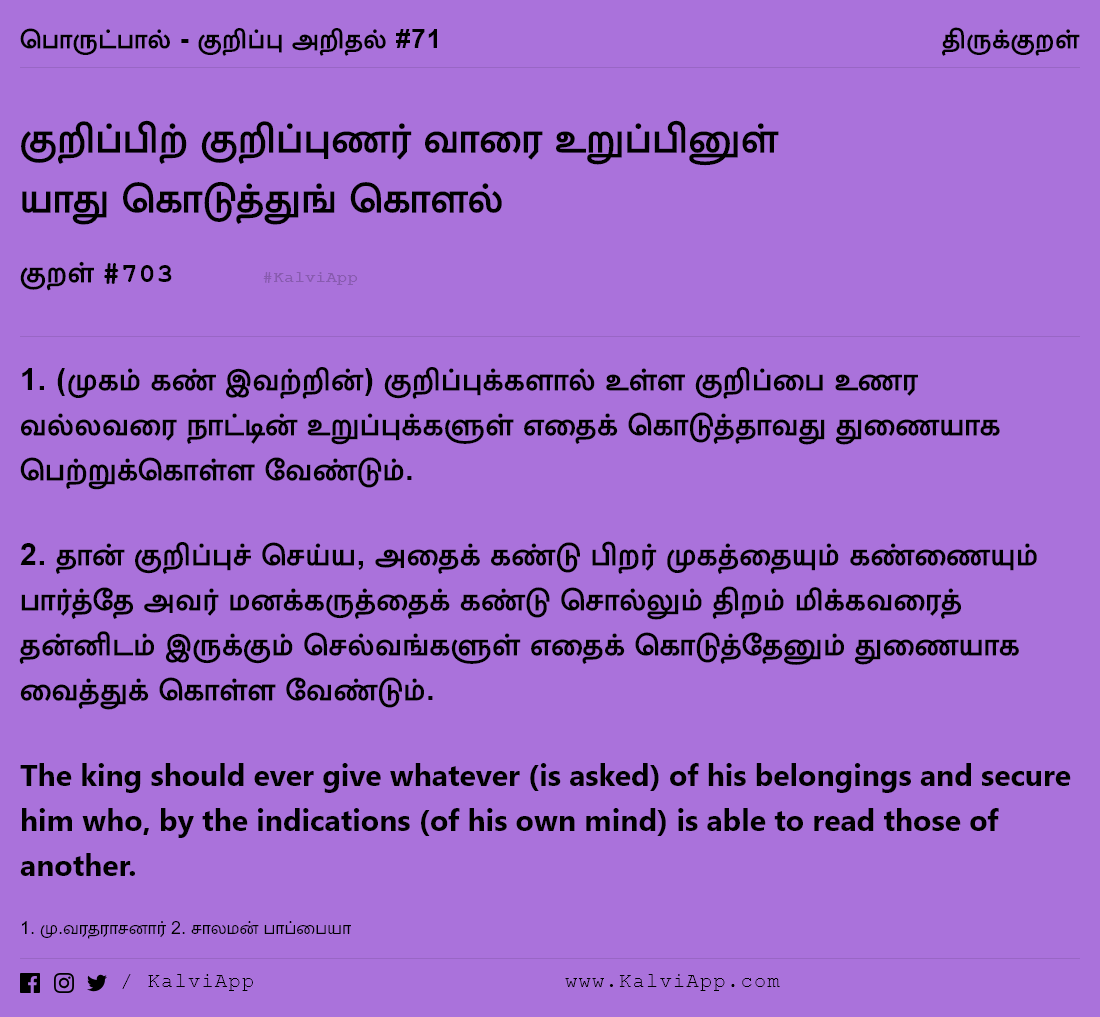 பொருட்பால் - குறிப்பு அறிதல் #71 திருக்குறள்
குறிப்பிற் குறிப்புணர் வாரை உறுப்பினுள்
யாது கொடுத்துங் கொளல்
குறள் #703 #KalviApp
1. (முகம் கண் இவற்றின்) குறிப்புக்களால் உள்ள குறிப்பை உணர
வல்லவரை நாட்டின் உறுப்புக்களுள் எதைக் கொடுத்தாவது துணையாக
பெற்றுக்கொள்ள வேண்டும்.
2. தான் குறிப்புச் செய்ய, அதைக் கண்டு பிறர் முகத்தையும் கண்ணையும்
பார்த்தே அவர் மனக்கருத்தைக் கண்டு சொல்லும் திறம் மிக்கவரைத்
தன்னிடம் இருக்கும் செல்வங்களுள் எதைக் கொடுத்தேனும் துணையாக
வைத்துக் கொள்ள வேண்டும்.
The king should ever give whatever (is asked) of his belongings and secure
him who, by the indications (of his own mind) is able to read those of
another.
1. மு.வரதராசனார் 2. சாலமன் பாப்பையா
/ KalviApp www.KalviApp.com